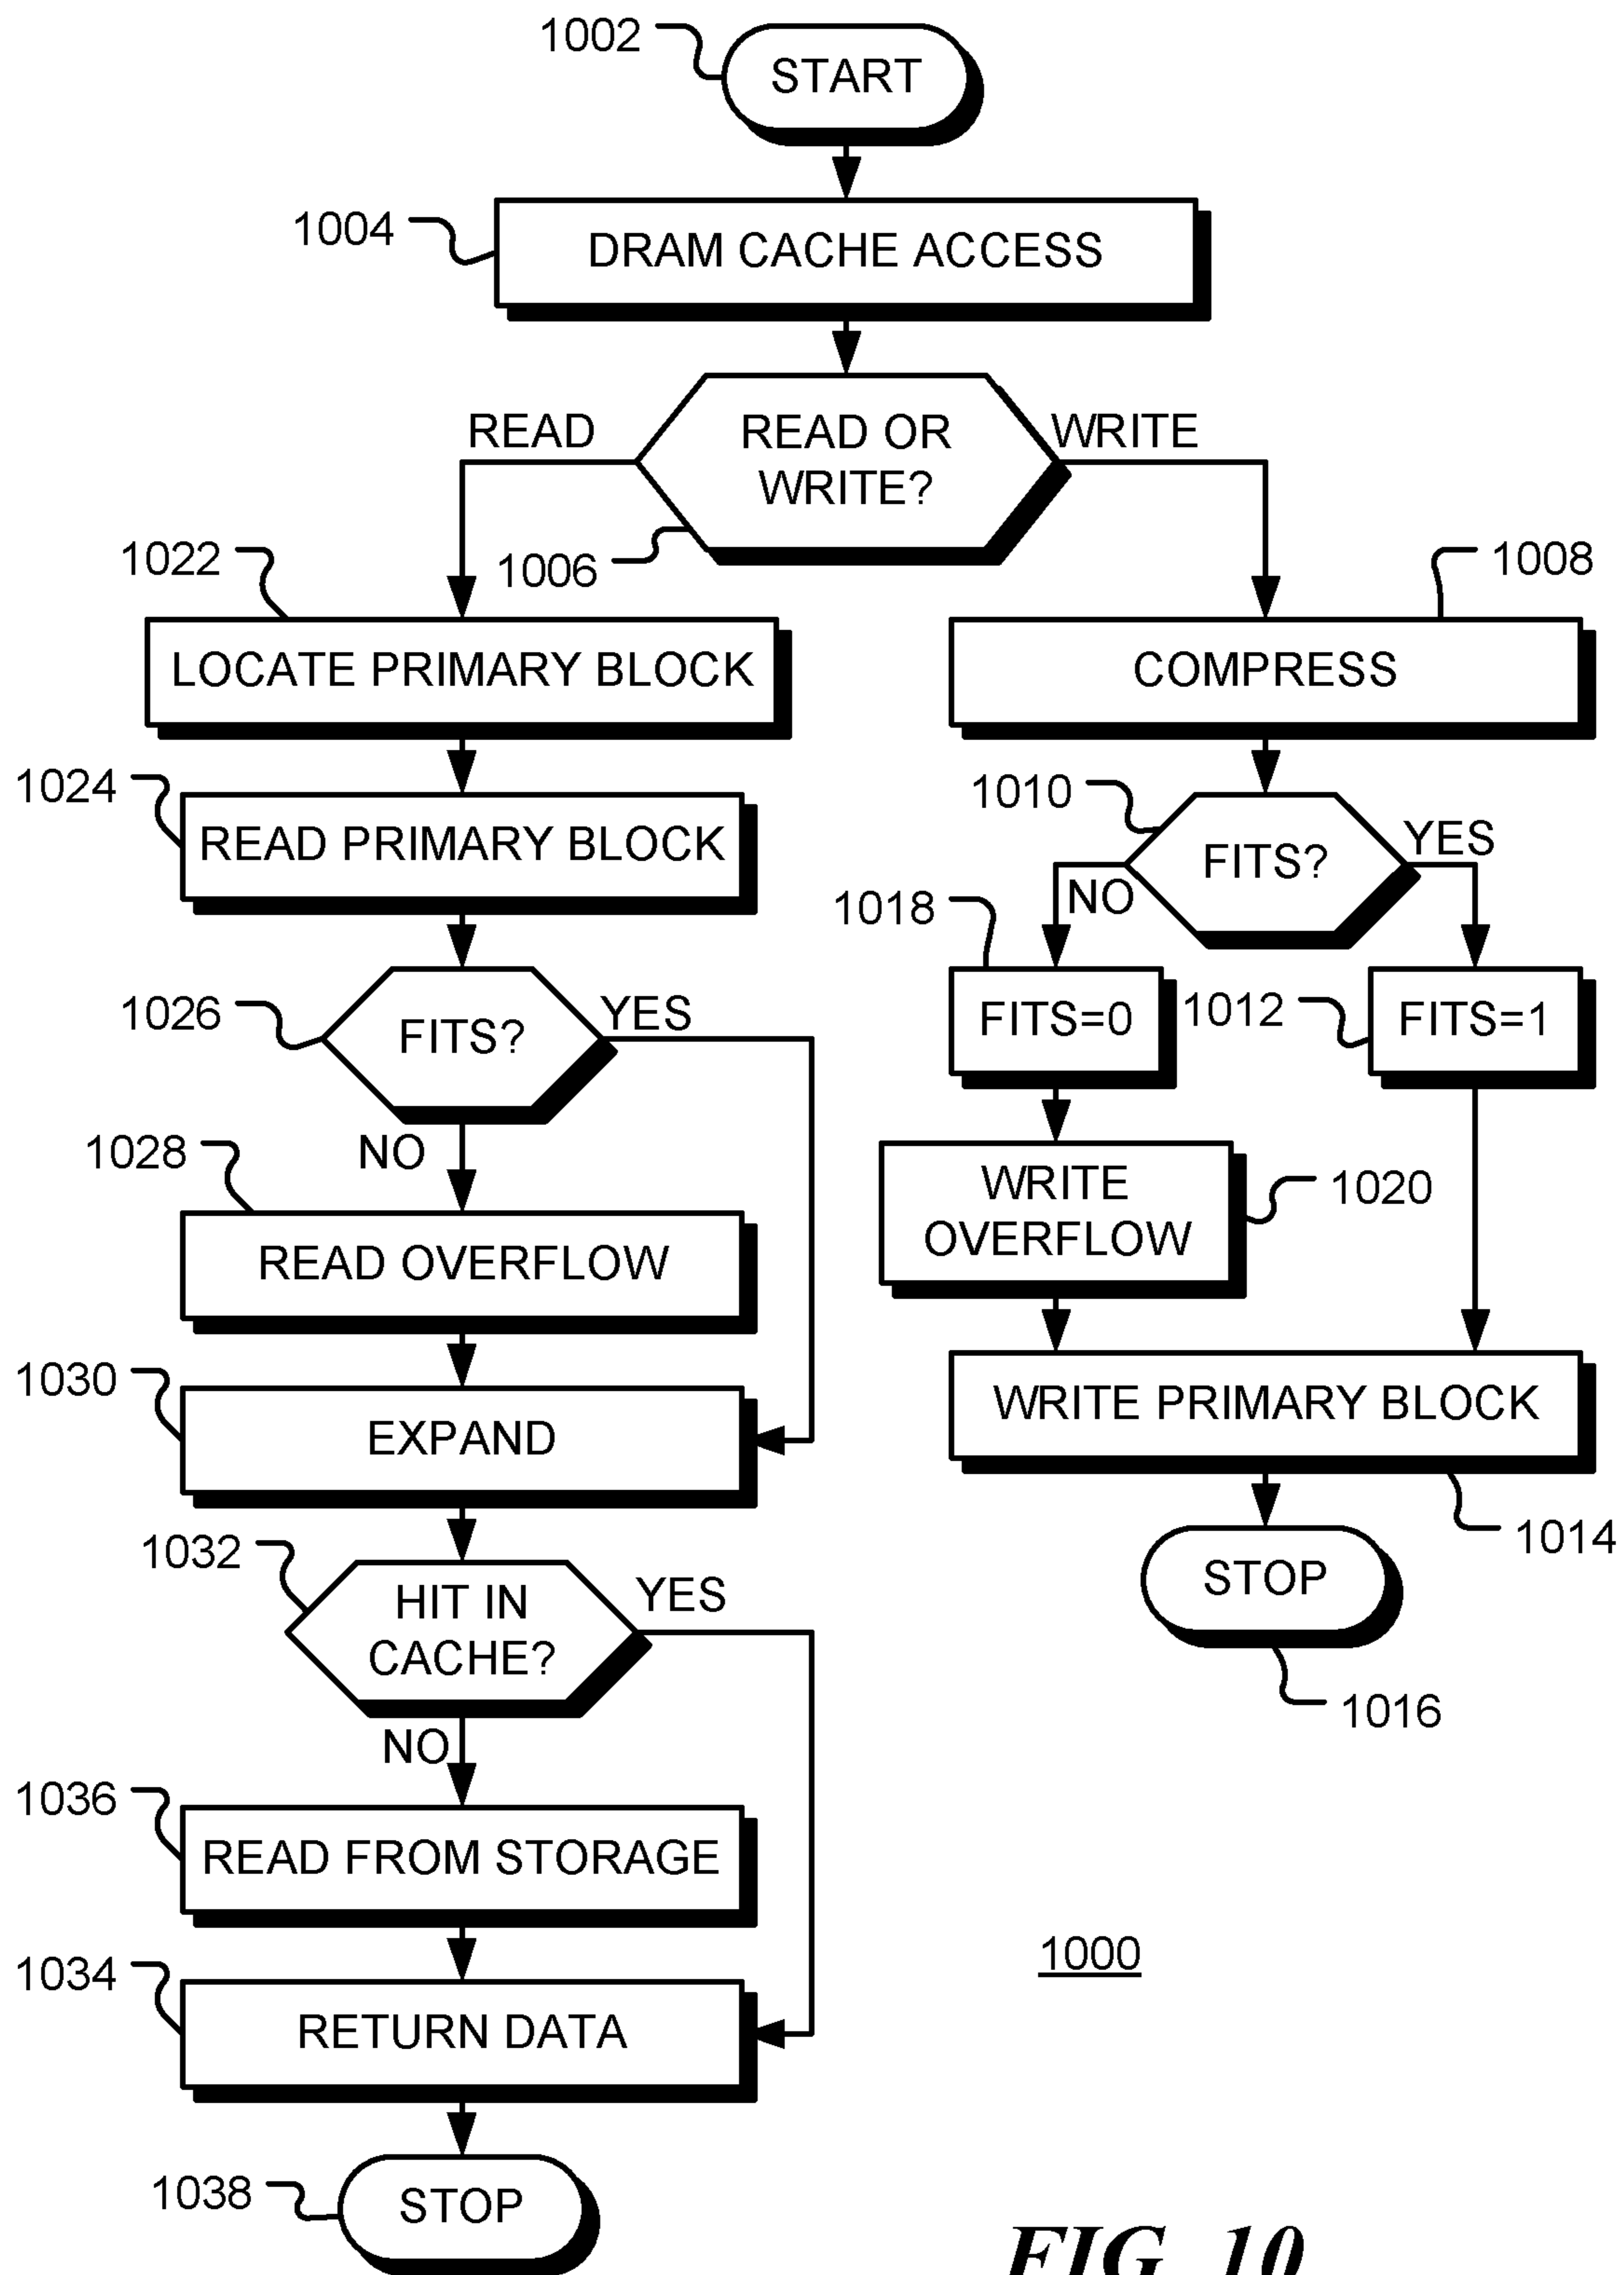 1002
START
1004
DRAM CACHE ACCESS
READ
READ OR
WRITE?
WRITE
1006
1022
LOCATE PRIMARY BLOCK
1024
READ PRIMARY BLOCK
1026
FITS?
YES
NO
1028
READ OVERFLOW
1030
EXPAND
1032
HIT IN
CACHE?
YES
NO
1036
READ FROM STORAGE
1034
RETURN DATA
1038
STOP
1008
COMPRESS
1010
FITS?
YES
NO
1018
FITS=0
1012
FITS=1
WRITE
OVERFLOW
1020
WRITE PRIMARY BLOCK
1014
STOP
1016
1000
FIG. 10